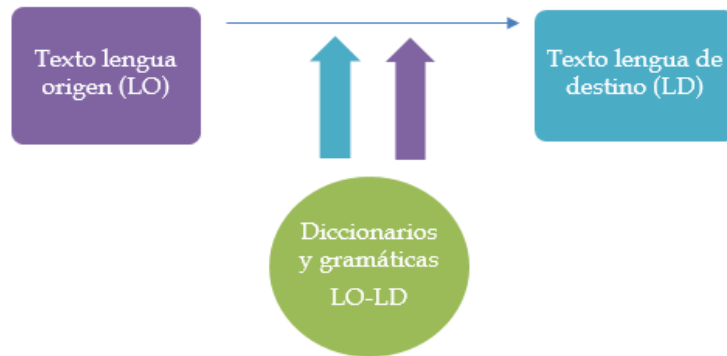 Texto lengua
origen (LO)
Texto lengua de
destino (LD)
Diccionarios
y gramáticas
LO-LD